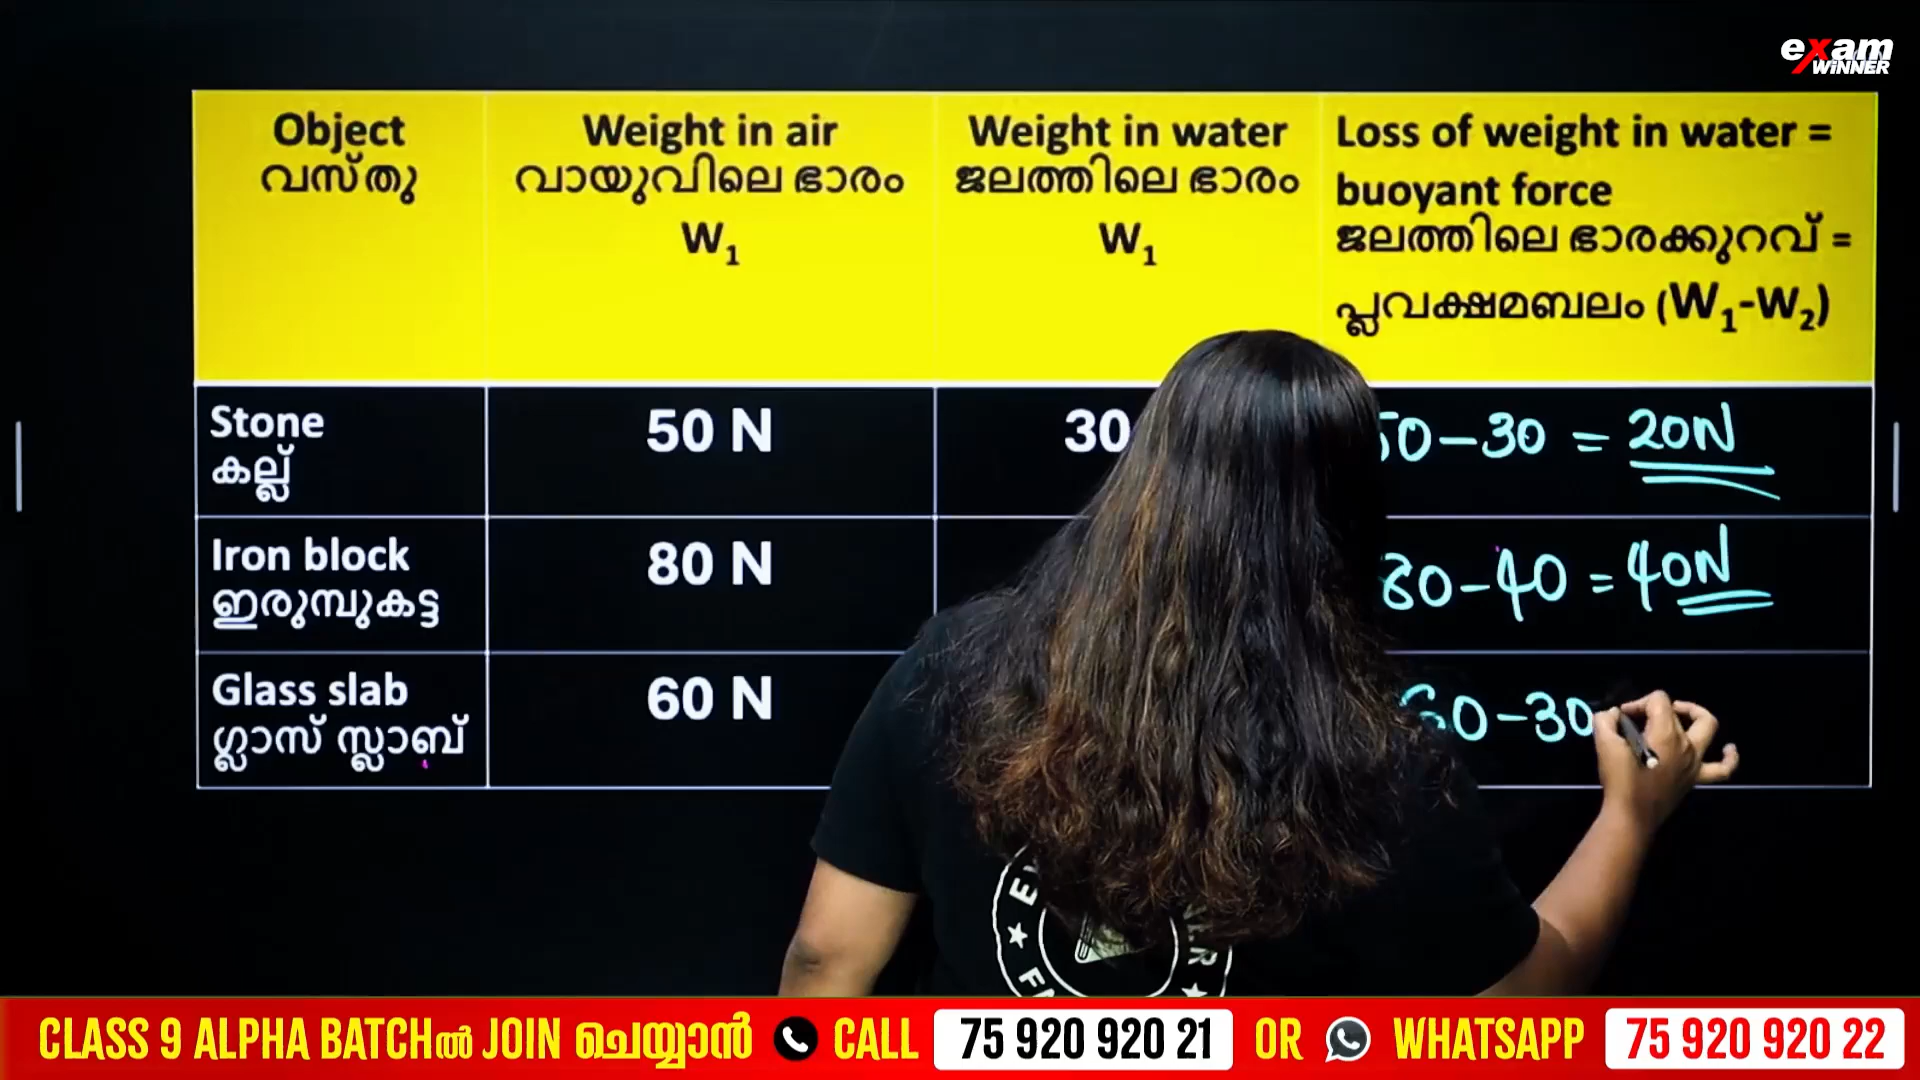 exam
WINNER
Object
വസ്തു
Weight in air
വായുവിലെ ഭാരം
W1
Weight in water
ജലത്തിലെ ഭാരം
W1
Loss of weight in water =
buoyant force
ജലത്തിലെ ഭാരക്കുറവ് =
പ്ലവക്ഷമബലം (W1-W2)
Stone
കല്ല്
50 N
30
50-30 = 20N
Iron block
ഇരുമ്പുകട്ട
80 N
80-40 = 40N
Glass slab
ഗ്ലാസ് സ്ലാബ്
60 N
60-30
CLASS 9 ALPHA BATCHൽ JOIN ചെയ്യാൻ CALL 75 920 920 21 OR WHATSAPP 75 920 920 22